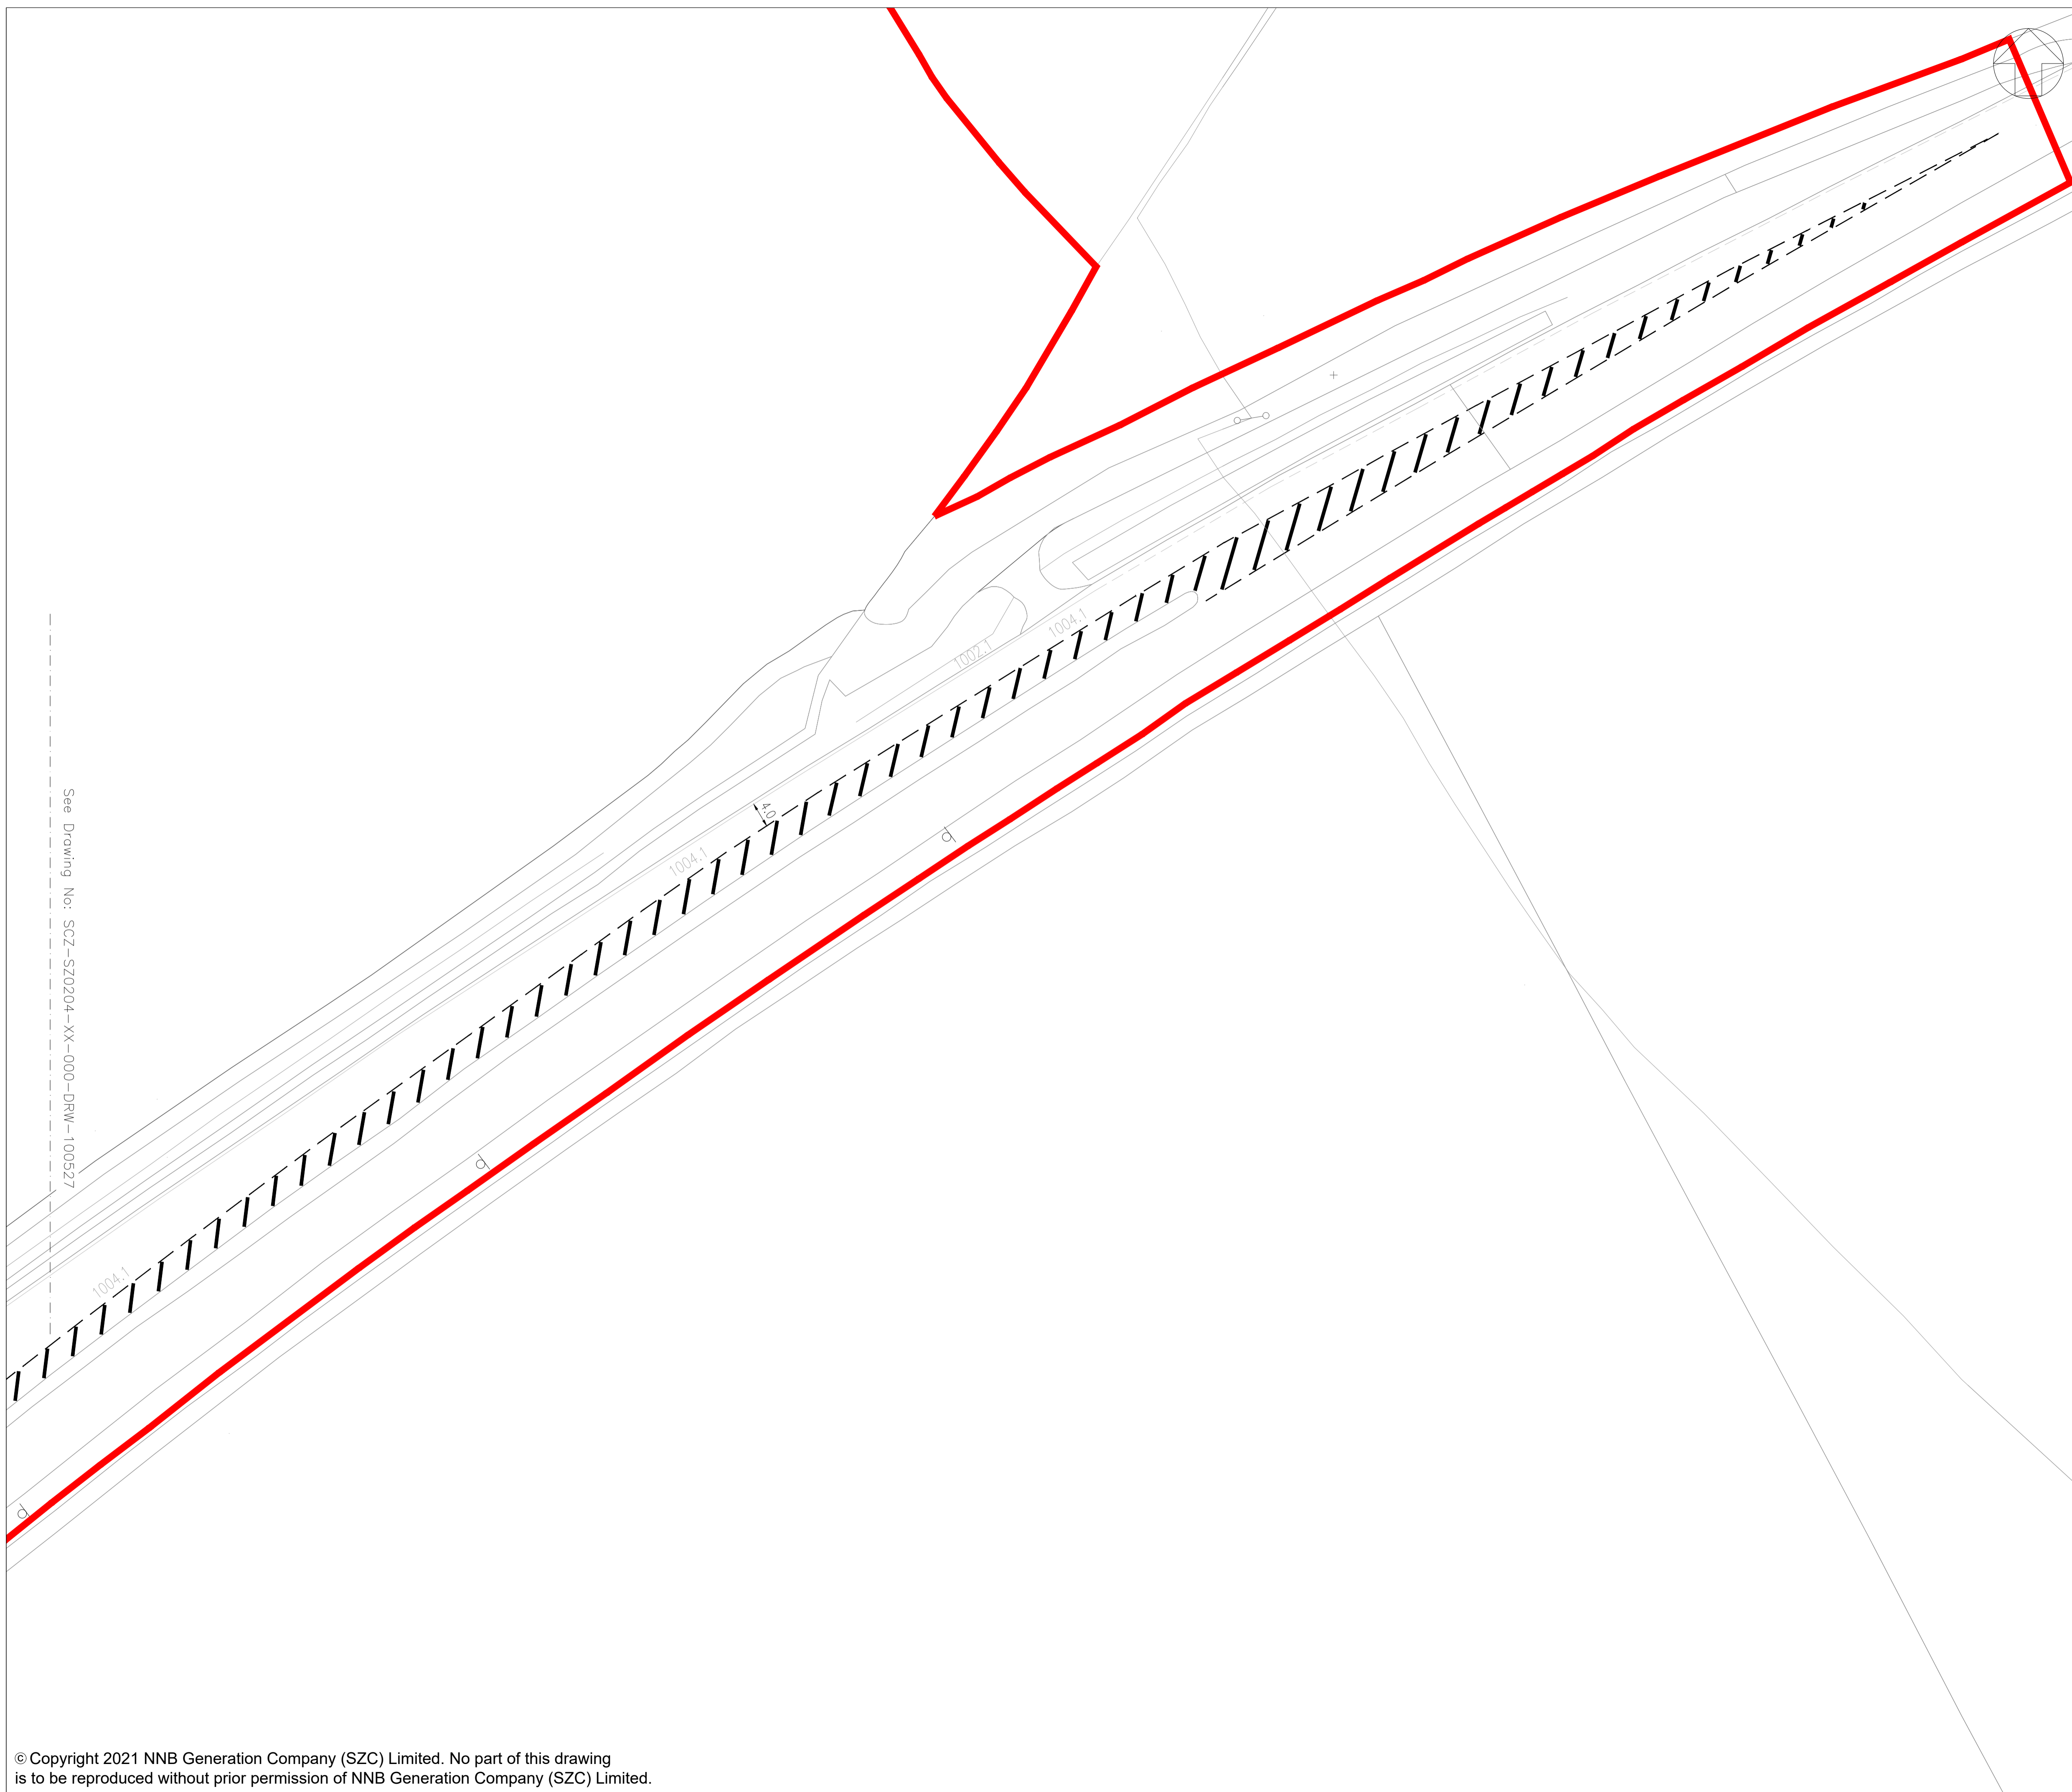 1004.1
1002.1
4.0
1004.1
See Drawing No: SCZ-SZ0204-XX-000-DRW-100527
1004.1
© Copyright 2021 NNB Generation Company (SZC) Limited. No part of this drawing
is to be reproduced without prior permission of NNB Generation Company (SZC) Limited.